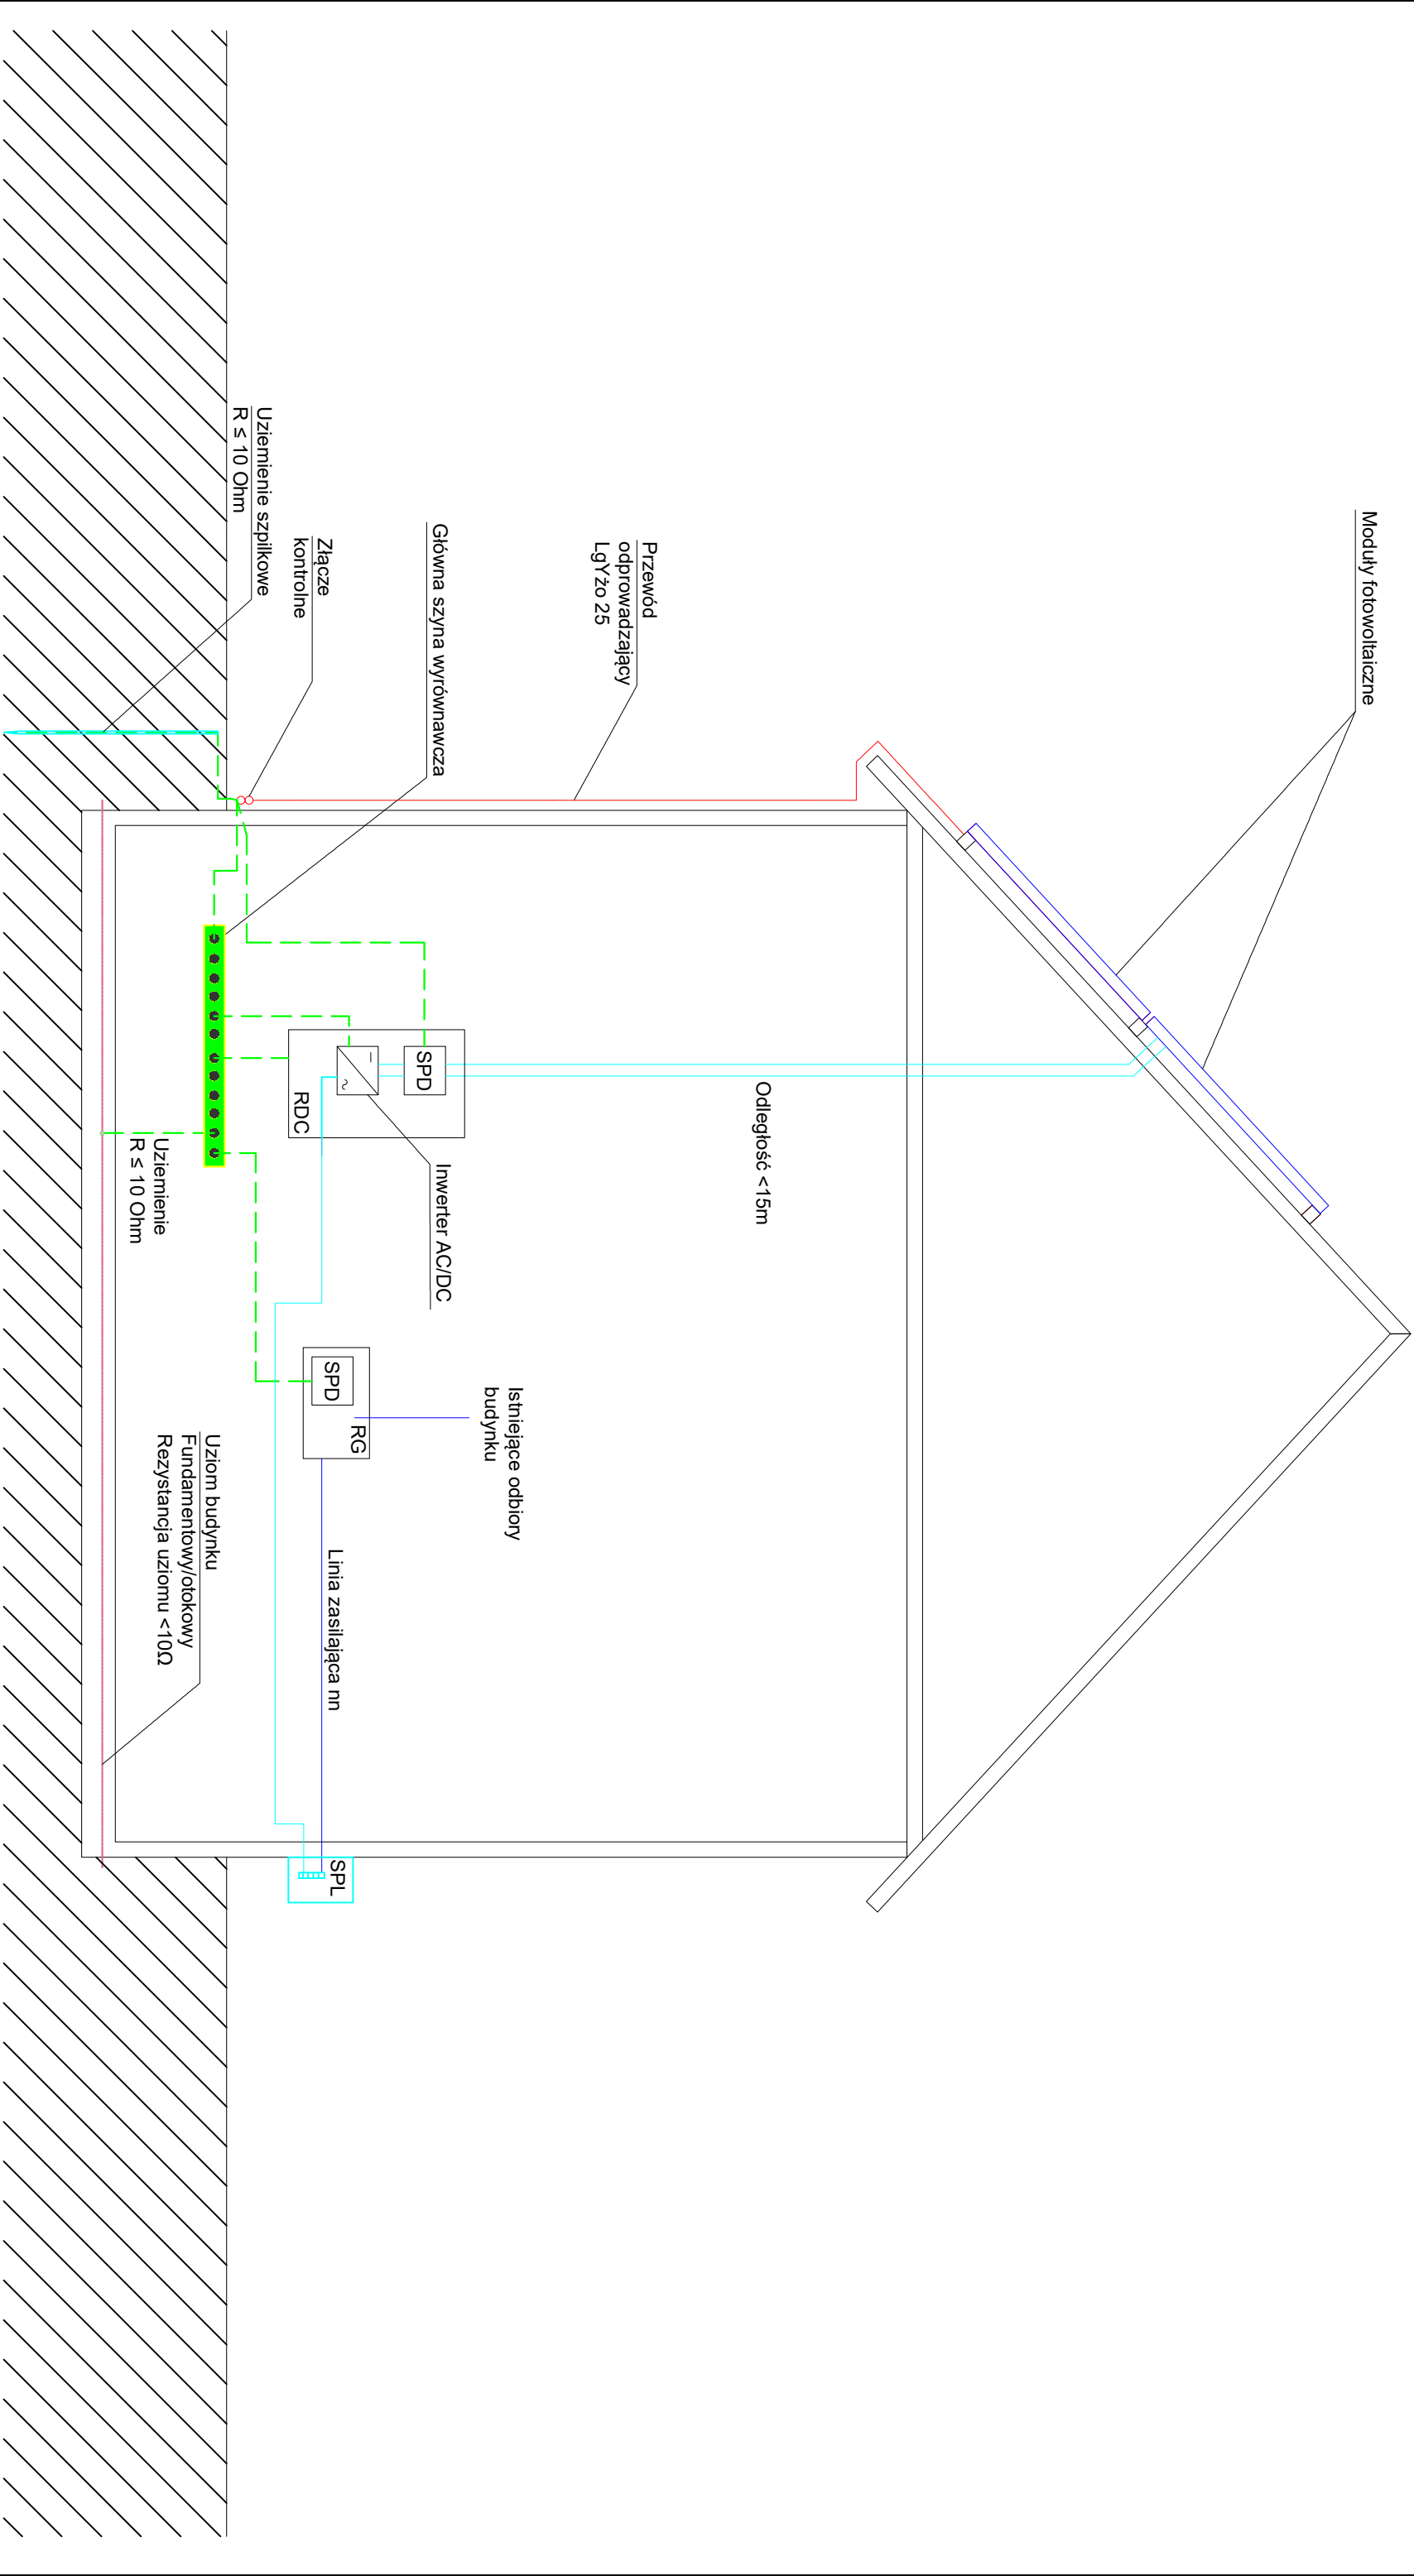 Moduły fotowoltaiczne
Przewód
odprowadzający
LgYżo 25
Główna szyna wyrównawcza
Złącze
kontrolne
Uziemienie szpilkowe
R ≤ 10 Ohm
Odległość <15m
SPD
–
~
RDC
Inwerter AC/DC
Uziemienie
R ≤ 10 Ohm
Istniejące odbiory
budynku
SPD
RG
Linia zasilająca nn
Uziom budynku
Fundamentowy/otokowy
Rezystancja uziomu <10Ω
SPL